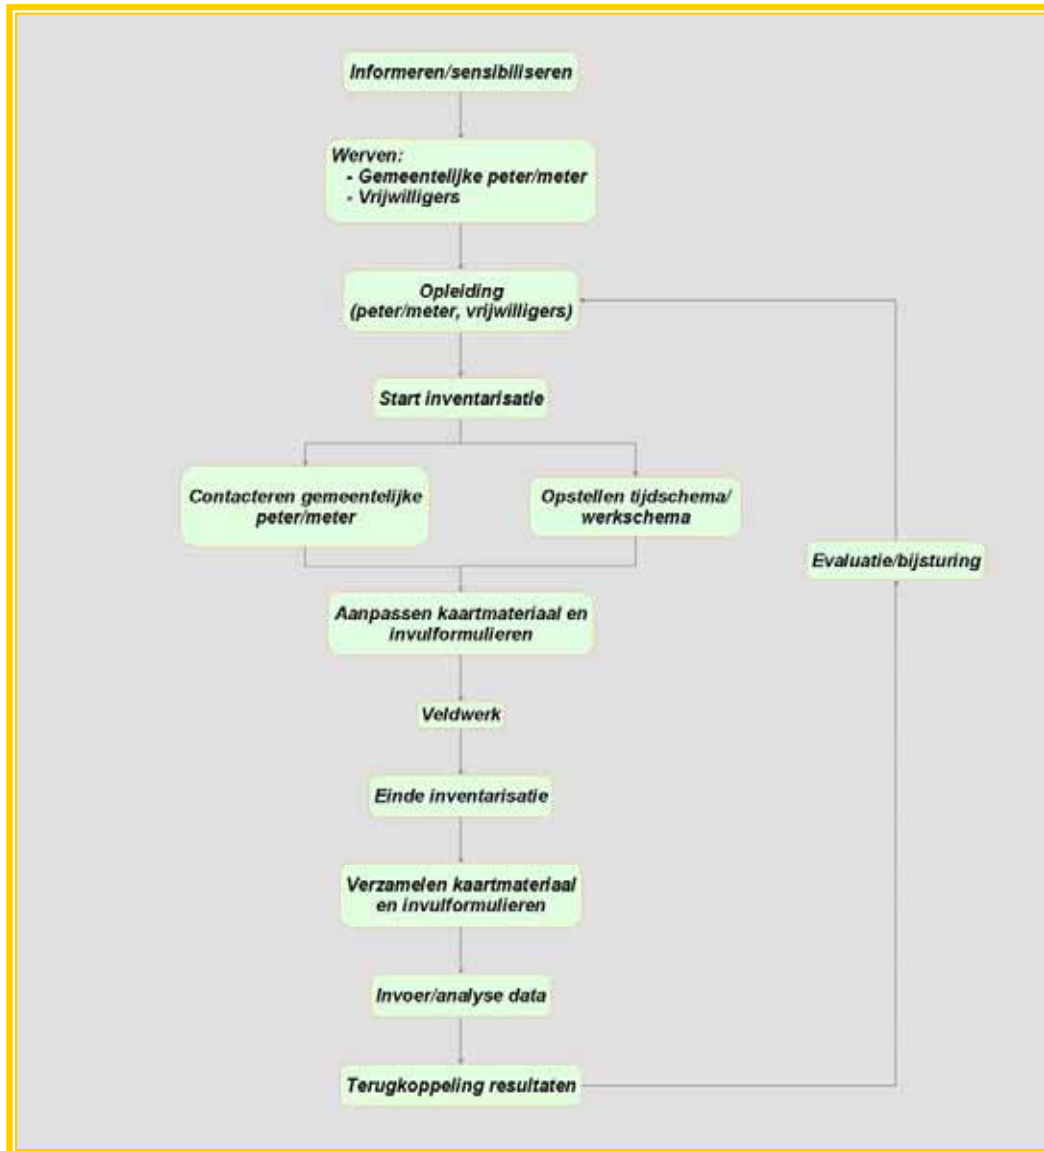 Informeren/sensibiliseren
Werven:
- Gemeentelijke peter/meter
- Vrijwilligers
Opleiding
(peter/meter, vrijwilligers)
Start inventarisatie
Contacteren gemeentelijke
peter/meter
Opstellen tijdschema/
werkschema
Evaluatie/bijsturing
Aanpassen kaartmateriaal en
invulformulieren
Veldwerk
Einde inventarisatie
Verzamelen kaartmateriaal
en invulformulieren
Invoer/analyse data
Terugkoppeling resultaten